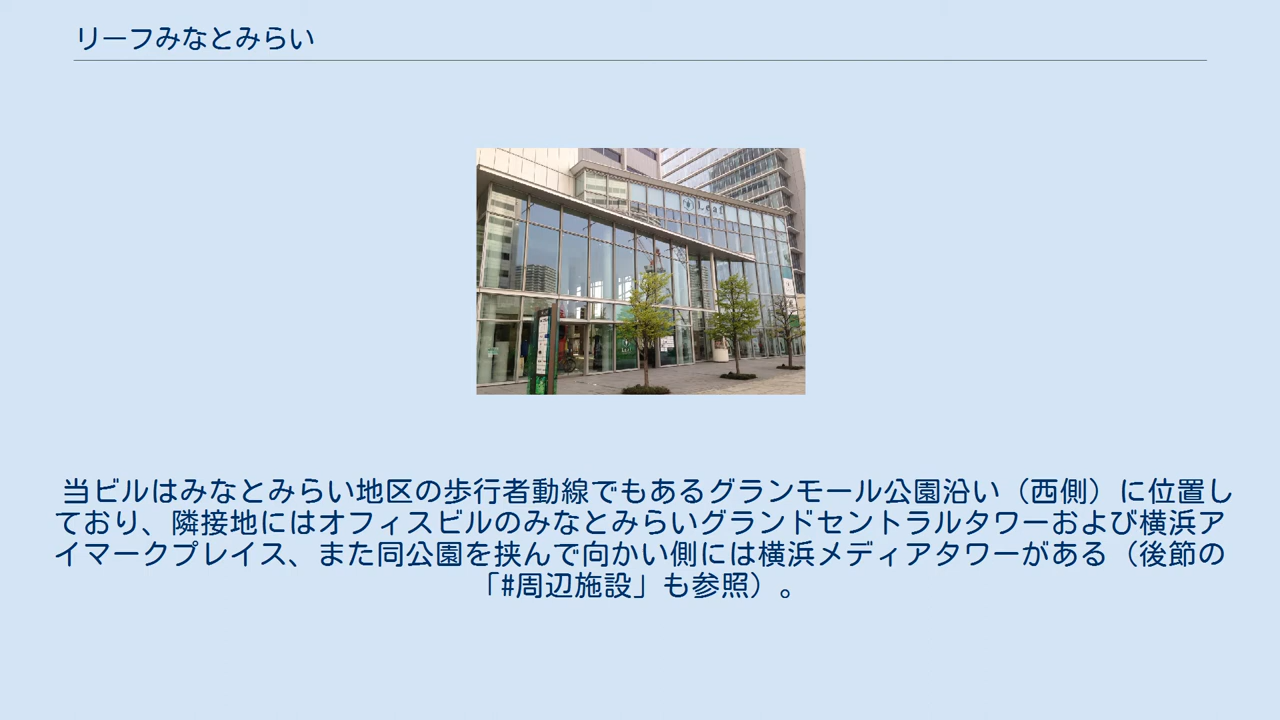 リーフみなとみらい
Leaf
当ビルはみなとみらい地区の歩行者動線でもあるグランモール公園沿い（西側）に位置し
ており、隣接地にはオフィスビルのみなとみらいグランドセントラルタワーおよび横浜ア
イマークプレイス、また同公園を挟んで向かい側には横浜メディアタワーがある（後節の
「#周辺施設」も参照）。